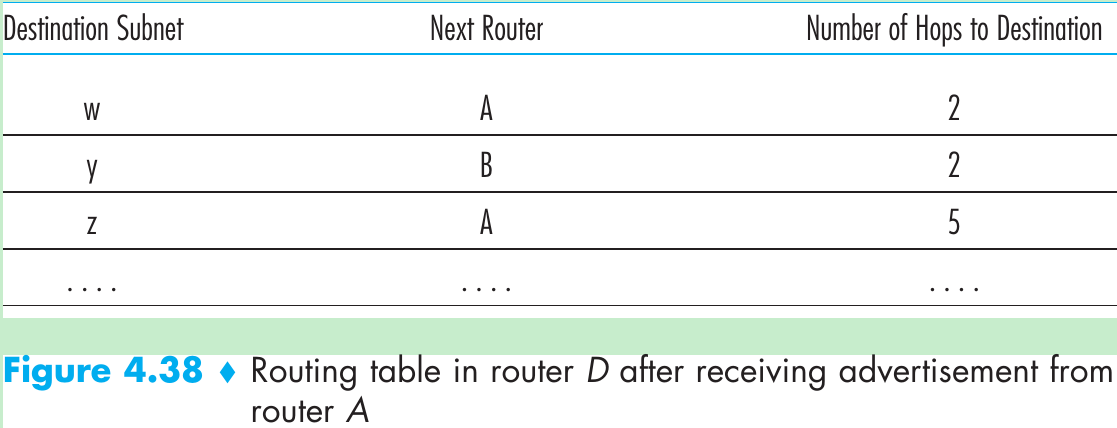 Destination Subnet Next Router Number of Hops to Destination
w A 2
y B 2
z A 5
. . . . . . . . . . . .
Figure 4.38 ♦ Routing table in router D after receiving advertisement from
router A